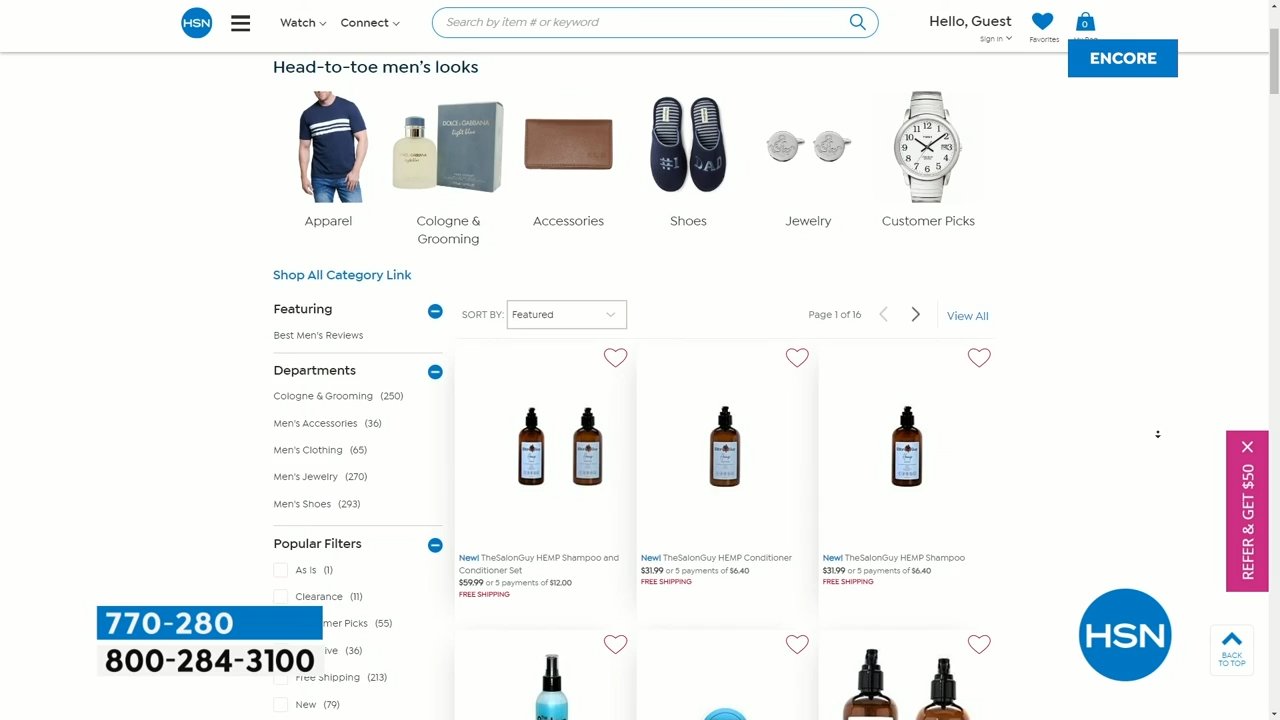 HSN
Watch
Connect
Search by item # or keyword
Hello, Guest
Sign In
Favorites
0
ENCORE
Head-to-toe men's looks
DOLCE & GABBANA
light blue
#1 DAD
TIMEX
Apparel
Cologne &
Grooming
Accessories
Shoes
Jewelry
Customer Picks
Shop All Category Link
Featuring
Best Men's Reviews
SORT BY:
Featured
Page 1 of 16
View All
Departments
Cologne & Grooming (250)
Men's Accessories (36)
Men's Clothing (65)
Men's Jewelry (270)
Men's Shoes (293)
Popular Filters
As Is (1)
Clearance (11)
mer Picks (55)
ive (36)
Free Shipping (213)
New (79)
New! TheSalonGuy HEMP Shampoo and
Conditioner Set
$59.99 or 5 payments of $12.00
FREE SHIPPING
New! TheSalonGuy HEMP Conditioner
$31.99 or 5 payments of $6.40
FREE SHIPPING
New! TheSalonGuy HEMP Shampoo
$31.99 or 5 payments of $6.40
FREE SHIPPING
770-280
800-284-3100
REFER & GET $50
HSN
BACK
TO TOP